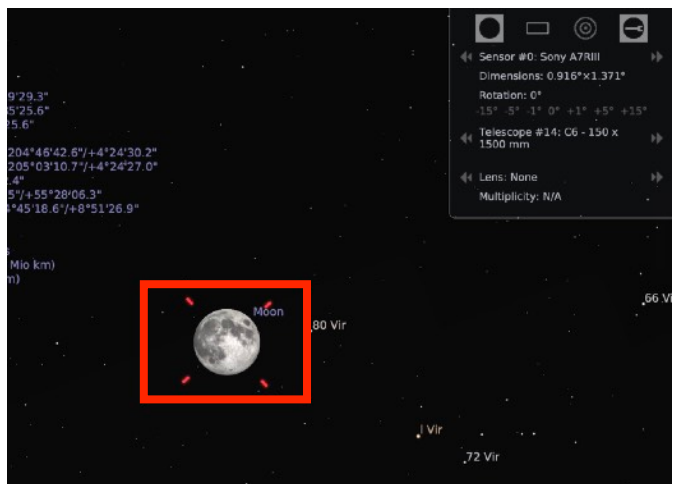 Sensor #0: Sony A7RIII
Dimensions: 0.916°×1.371°
Rotation: 0°
-15° -5° -1° 0° +1° +5° +15°
Telescope #14: C6 - 150 x
1500 mm
Lens: None
Multiplicity: N/A
9'29.3"
5'25.6"
25.6"
204°46'42.6"/+4°24'30.2"
205°03'10.7"/+4°24'27.0"
.4"
5"/+55°28'06.3"
°45'18.6"/+8°51'26.9"
s
Mio km)
m)
Moon
80 Vir
66 Vi
I Vir
72 Vir